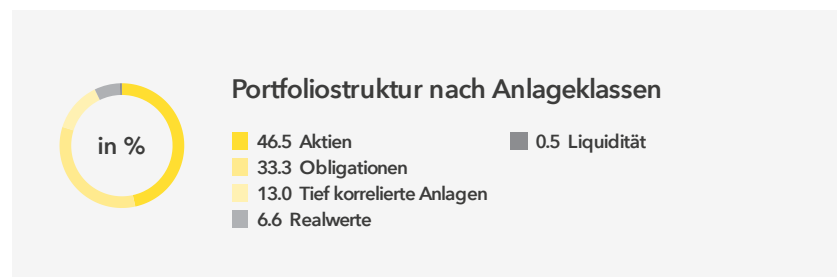 Portfoliostruktur nach Anlageklassen
in %
46.5 Aktien
33.3 Obligationen
13.0 Tief korrelierte Anlagen
6.6 Realwerte
0.5 Liquidität